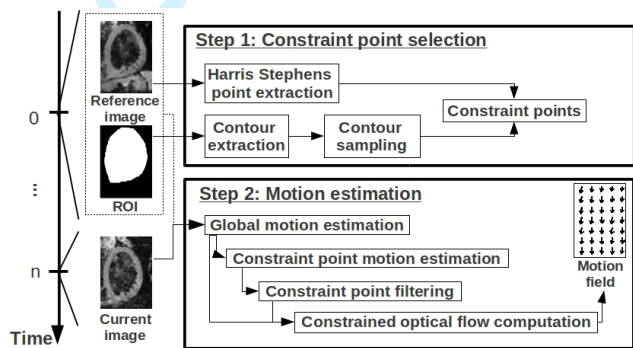 Step 1: Constraint point selection
Harris Stephens
point extraction
Constraint points
Contour
extraction
Contour
sampling
Reference
image
0
ROI
...
n
Current
image
Time
Step 2: Motion estimation
Global motion estimation
Constraint point motion estimation
Constraint point filtering
Constrained optical flow computation
Motion
field